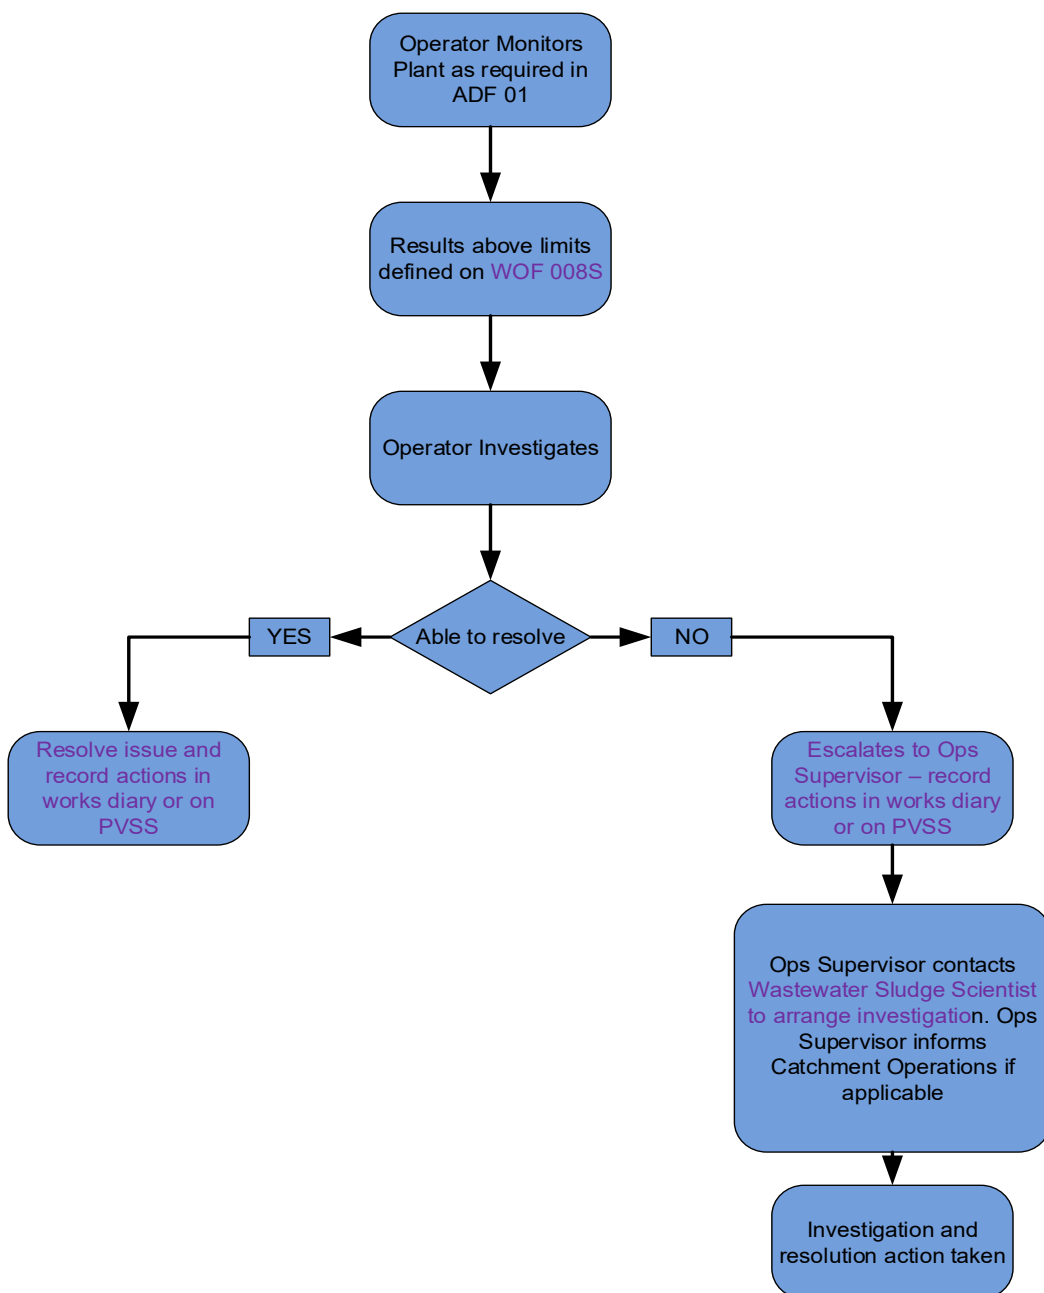 Operator Monitors
Plant as required in
ADF 01
Results above limits
defined on WOF 008S
Operator Investigates
YES
Able to resolve
NO
Resolve issue and
record actions in
works diary or on
PVSS
Escalates to Ops
Supervisor – record
actions in works diary
or on PVSS
Ops Supervisor contacts
Wastewater Sludge Scientist
to arrange investigation. Ops
Supervisor informs
Catchment Operations if
applicable
Investigation and
resolution action taken